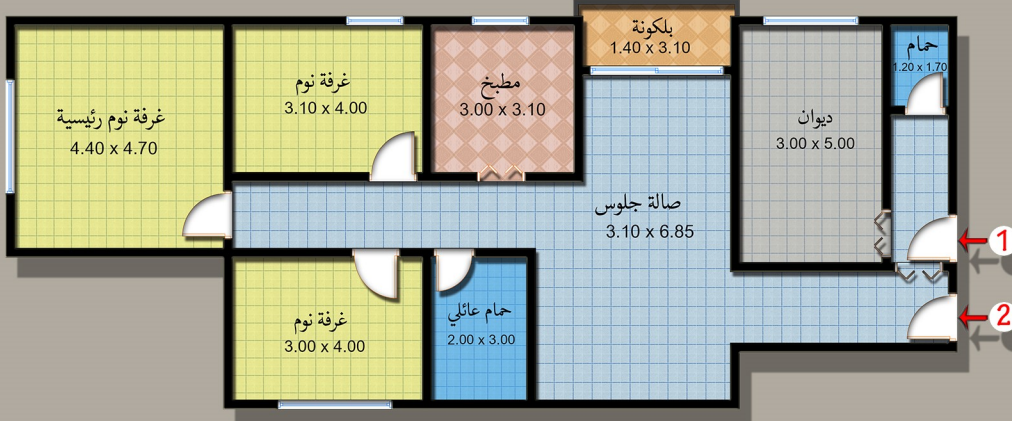 بلكونة
1.40 x 3.10
حمام
1.20 x 1.70
غرفة نوم
3.10 x 4.00
مطبخ
3.00 x 3.10
غرفة نوم رئيسية
4.40 x 4.70
ديوان
3.00 x 5.00
صالة جلوس
3.10 x 6.85
1
غرفة نوم
3.00 x 4.00
حمام عائلي
2.00 x 3.00
2